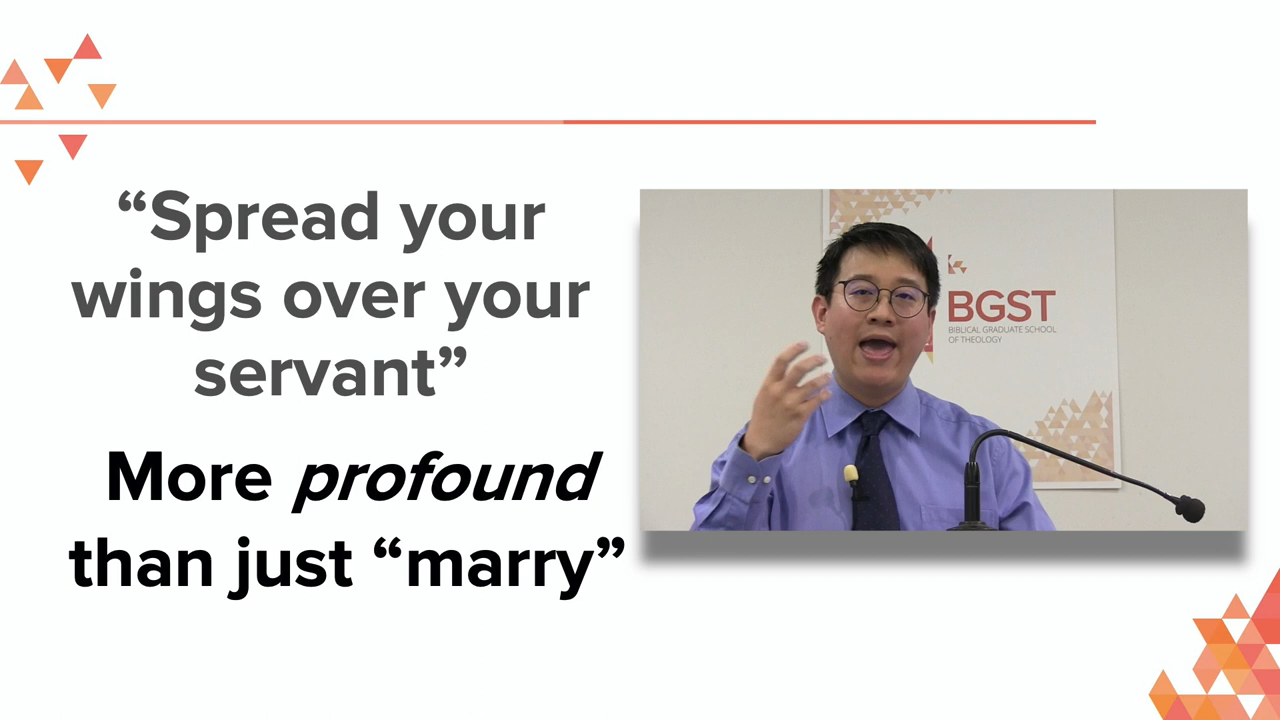 “Spread your
wings over your
servant”
More profound
than just “marry”
BGST
BIBLICAL GRADUATE SCHOOL
OF THEOLOGY